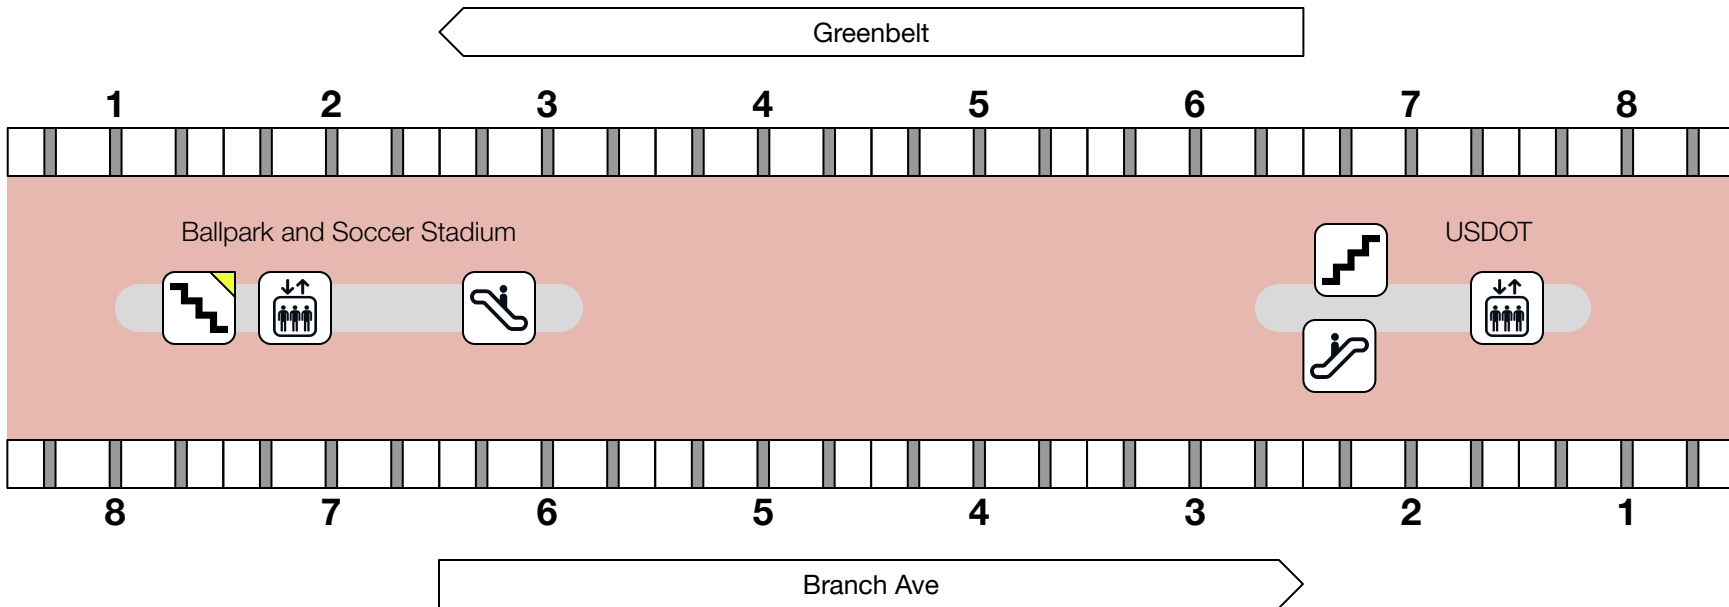 Greenbelt
1 2 3 4 5 6 7 8
Ballpark and Soccer Stadium
USDOT
8 7 6 5 4 3 2 1
Branch Ave